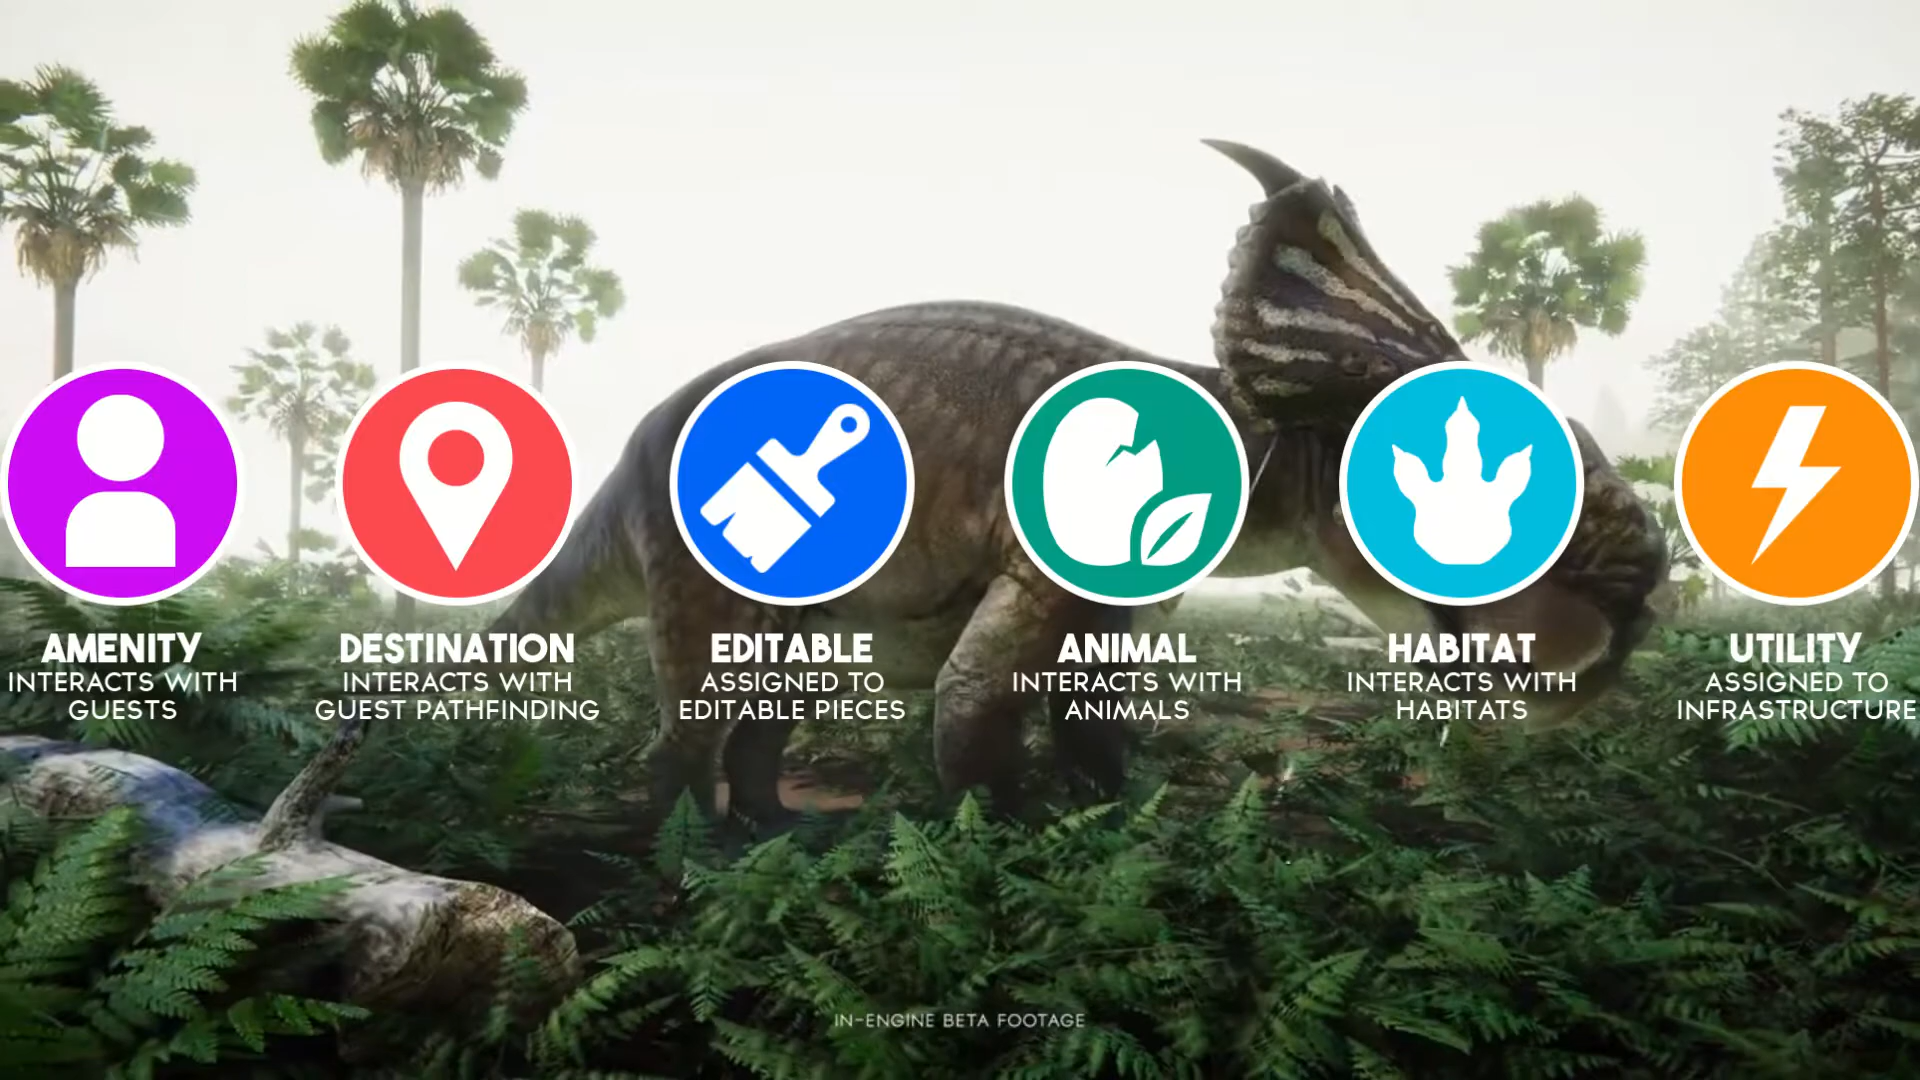 AMENITY
INTERACTS WITH
GUESTS
DESTINATION
INTERACTS WITH
GUEST PATHFINDING
EDITABLE
ASSIGNED TO
EDITABLE PIECES
ANIMAL
INTERACTS WITH
ANIMALS
HABITAT
INTERACTS WITH
HABITATS
UTILITY
ASSIGNED TO
INFRASTRUCTURE
IN-ENGINE BETA FOOTAGE